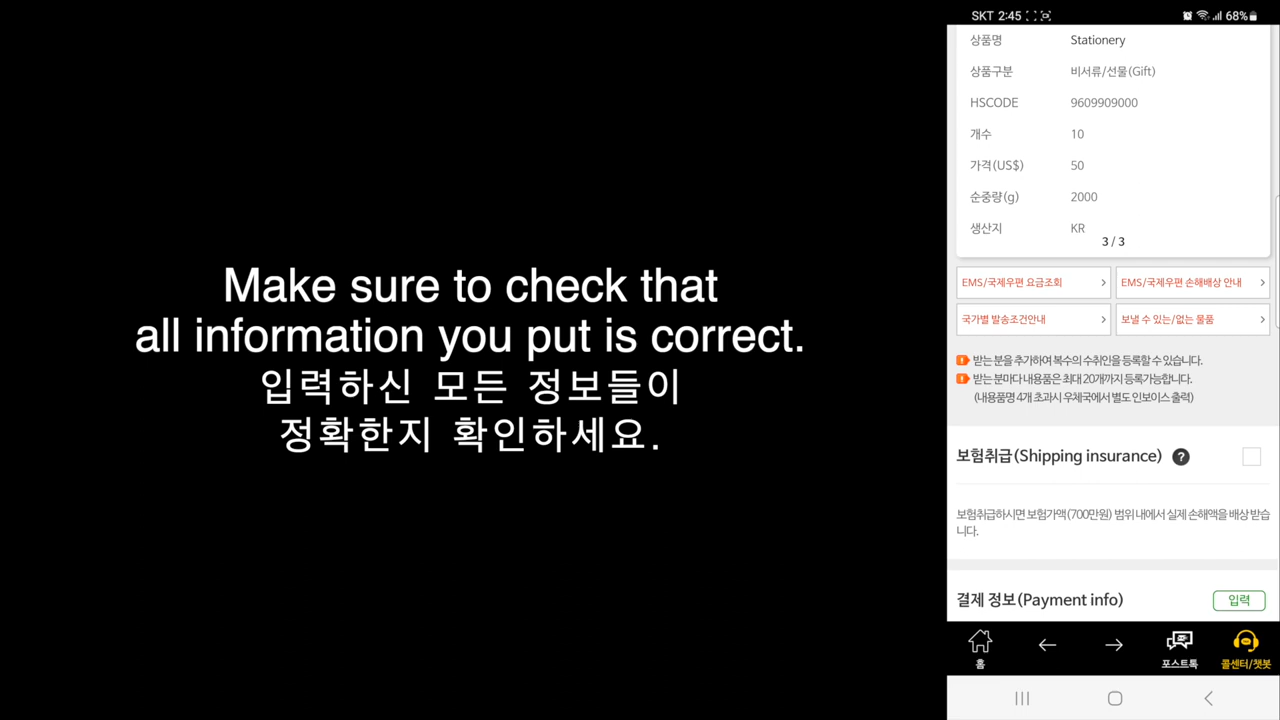 Make sure to check that
all information you put is correct.
입력하신 모든 정보들이
정확한지 확인하세요.
SKT 2:45
68%
상품명 Stationery
상품구분 비서류/선물(Gift)
HSCODE 9609909000
개수 10
가격(US$) 50
순중량(g) 2000
생산지 KR
3 / 3
EMS/국제우편 요금조회
EMS/국제우편 손해배상 안내
국가별 발송조건안내
보낼 수 있는/없는 물품
받는 분을 추가하여 복수의 수취인을 등록할 수 있습니다.
받는 분마다 내용품은 최대 20개까지 등록가능합니다.
(내용품명 4개 초과시 우체국에서 별도 인보이스 출력)
보험취급(Shipping insurance) ?
보험취급하시면 보험가액(700만원) 범위 내에서 실제 손해액을 배상 받습
니다.
결제 정보(Payment info) 입력
홈
포스트톡
콜센터/챗봇